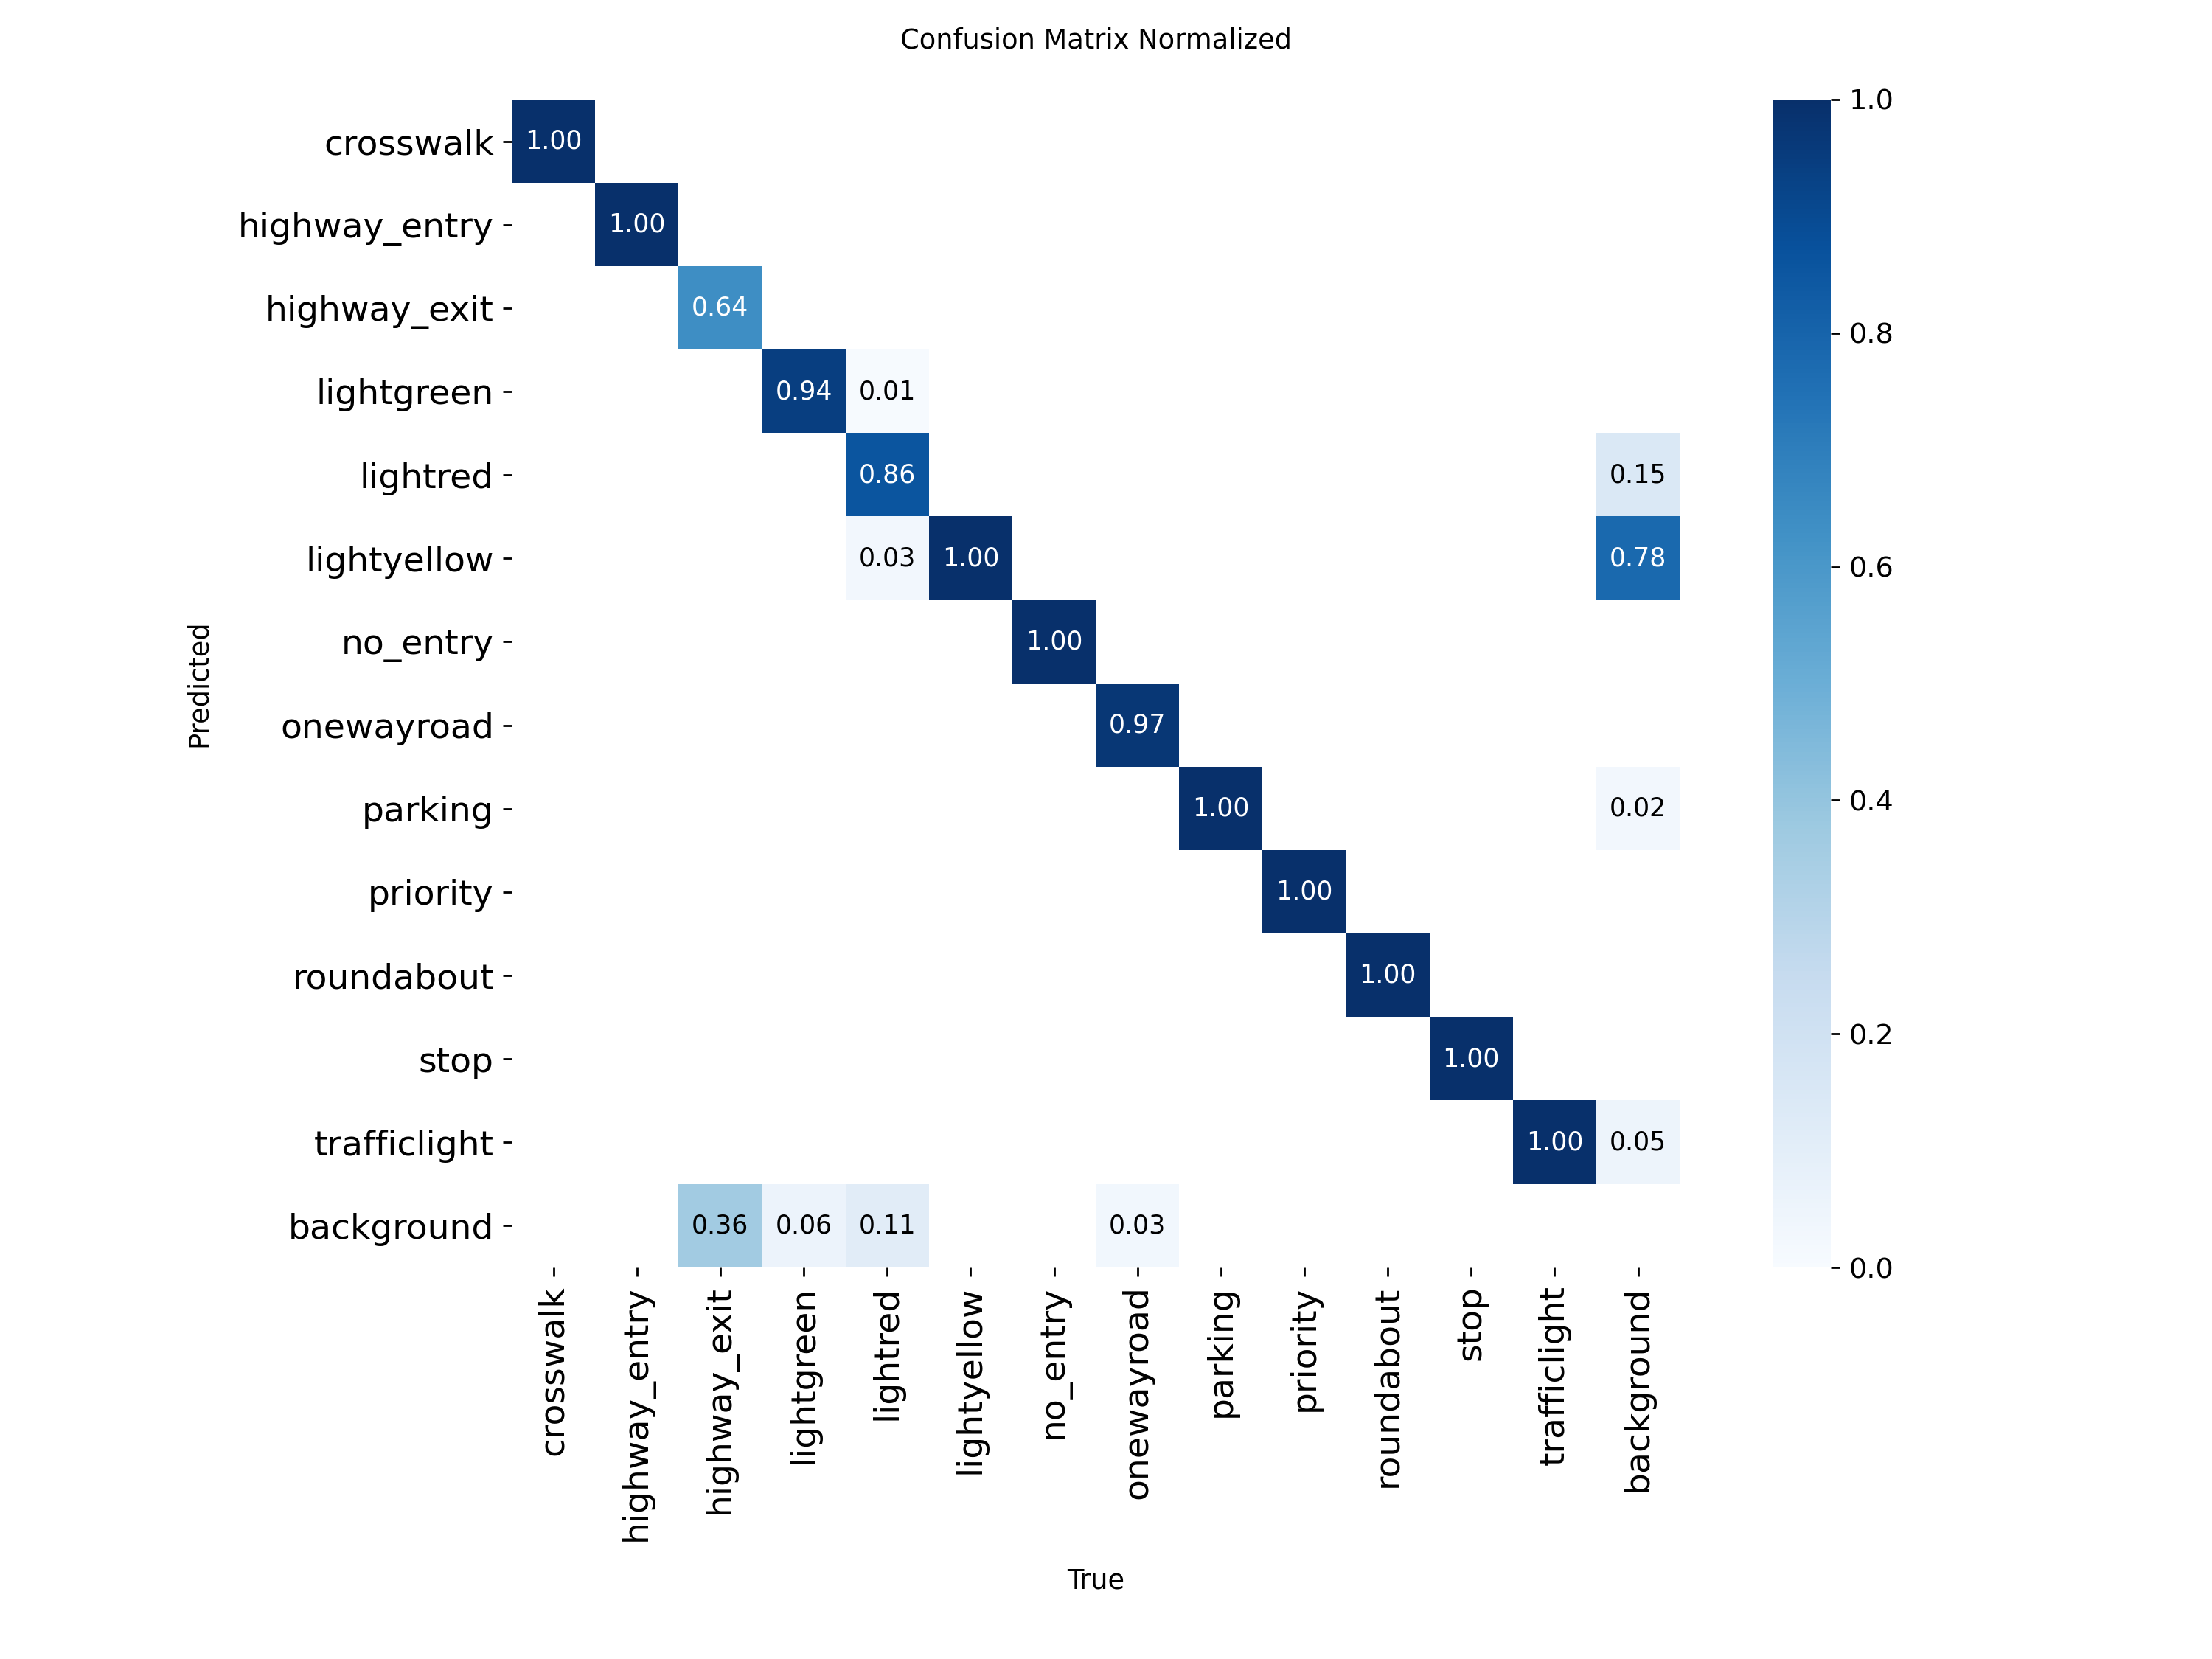 Confusion Matrix Normalized
crosswalk 1.00
highway_entry 1.00
highway_exit 0.64
lightgreen 0.94 0.01
lightred 0.86 0.15
lightyellow 0.03 1.00 0.78
no_entry 1.00
onewayroad 0.97
parking 1.00 0.02
priority 1.00
roundabout 1.00
stop 1.00
trafficlight 1.00 0.05
background 0.36 0.06 0.11 0.03
Predicted
crosswalk
highway_entry
highway_exit
lightgreen
lightred
lightyellow
no_entry
onewayroad
parking
priority
roundabout
stop
trafficlight
background
True
1.0
0.8
0.6
0.4
0.2
0.0